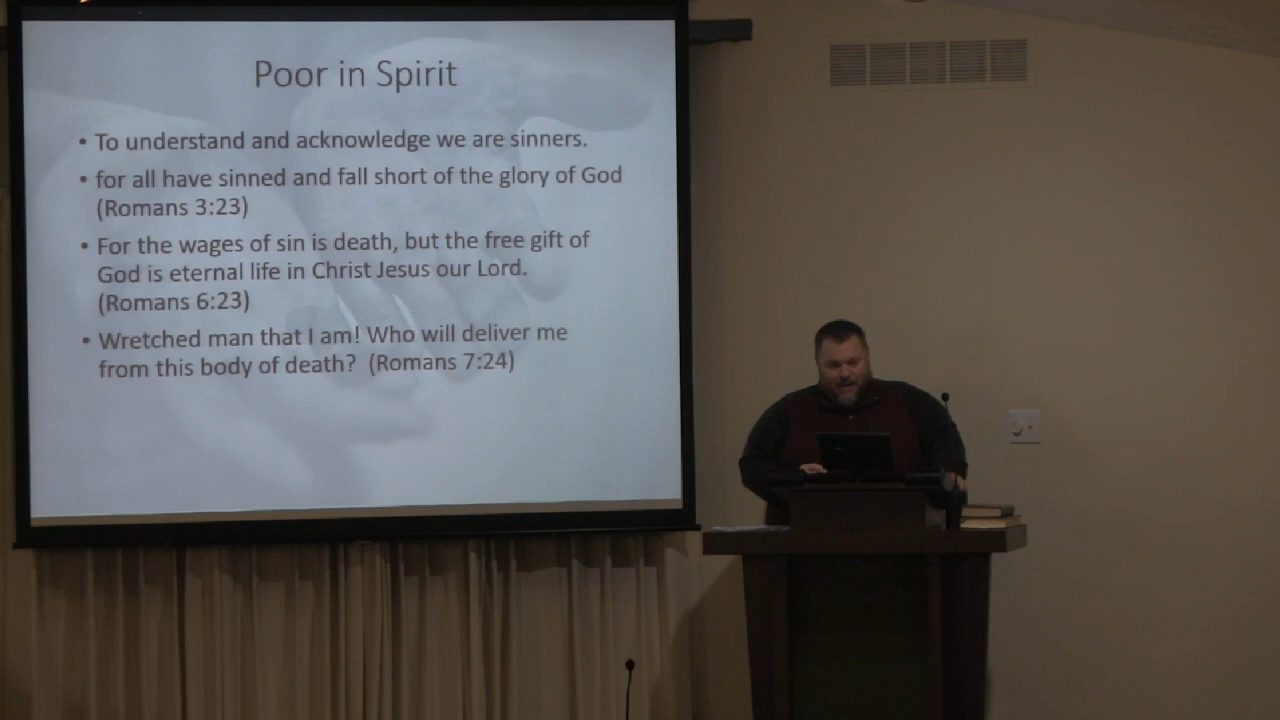 Poor in Spirit
• To understand and acknowledge we are sinners.
• for all have sinned and fall short of the glory of God
(Romans 3:23)
• For the wages of sin is death, but the free gift of
God is eternal life in Christ Jesus our Lord.
(Romans 6:23)
• Wretched man that I am! Who will deliver me
from this body of death? (Romans 7:24)